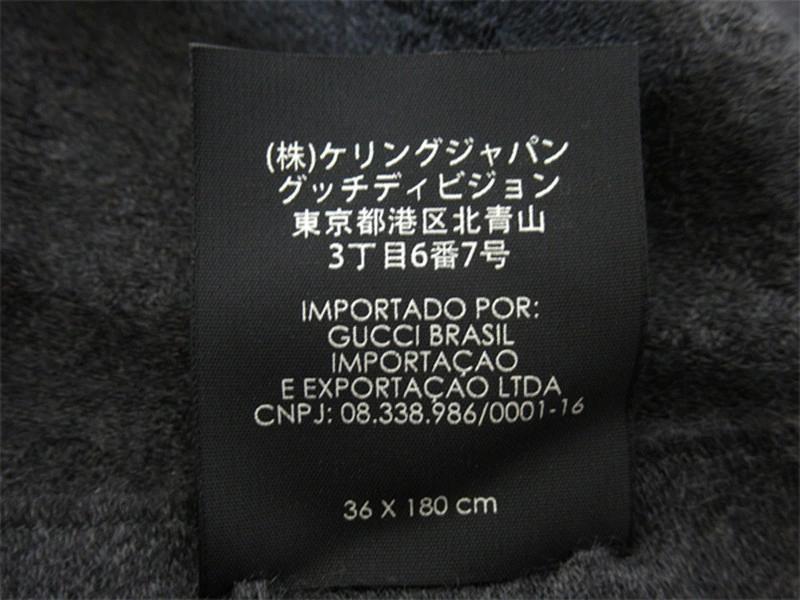 (株)ケリングジャパン
グッチディビジョン
東京都港区北青山
3丁目6番7号
IMPORTADO POR:
GUCCI BRASIL
IMPORTAÇAO
E EXPORTAÇAO LTDA
CNPJ: 08.338.986/0001-16
36 X 180 cm